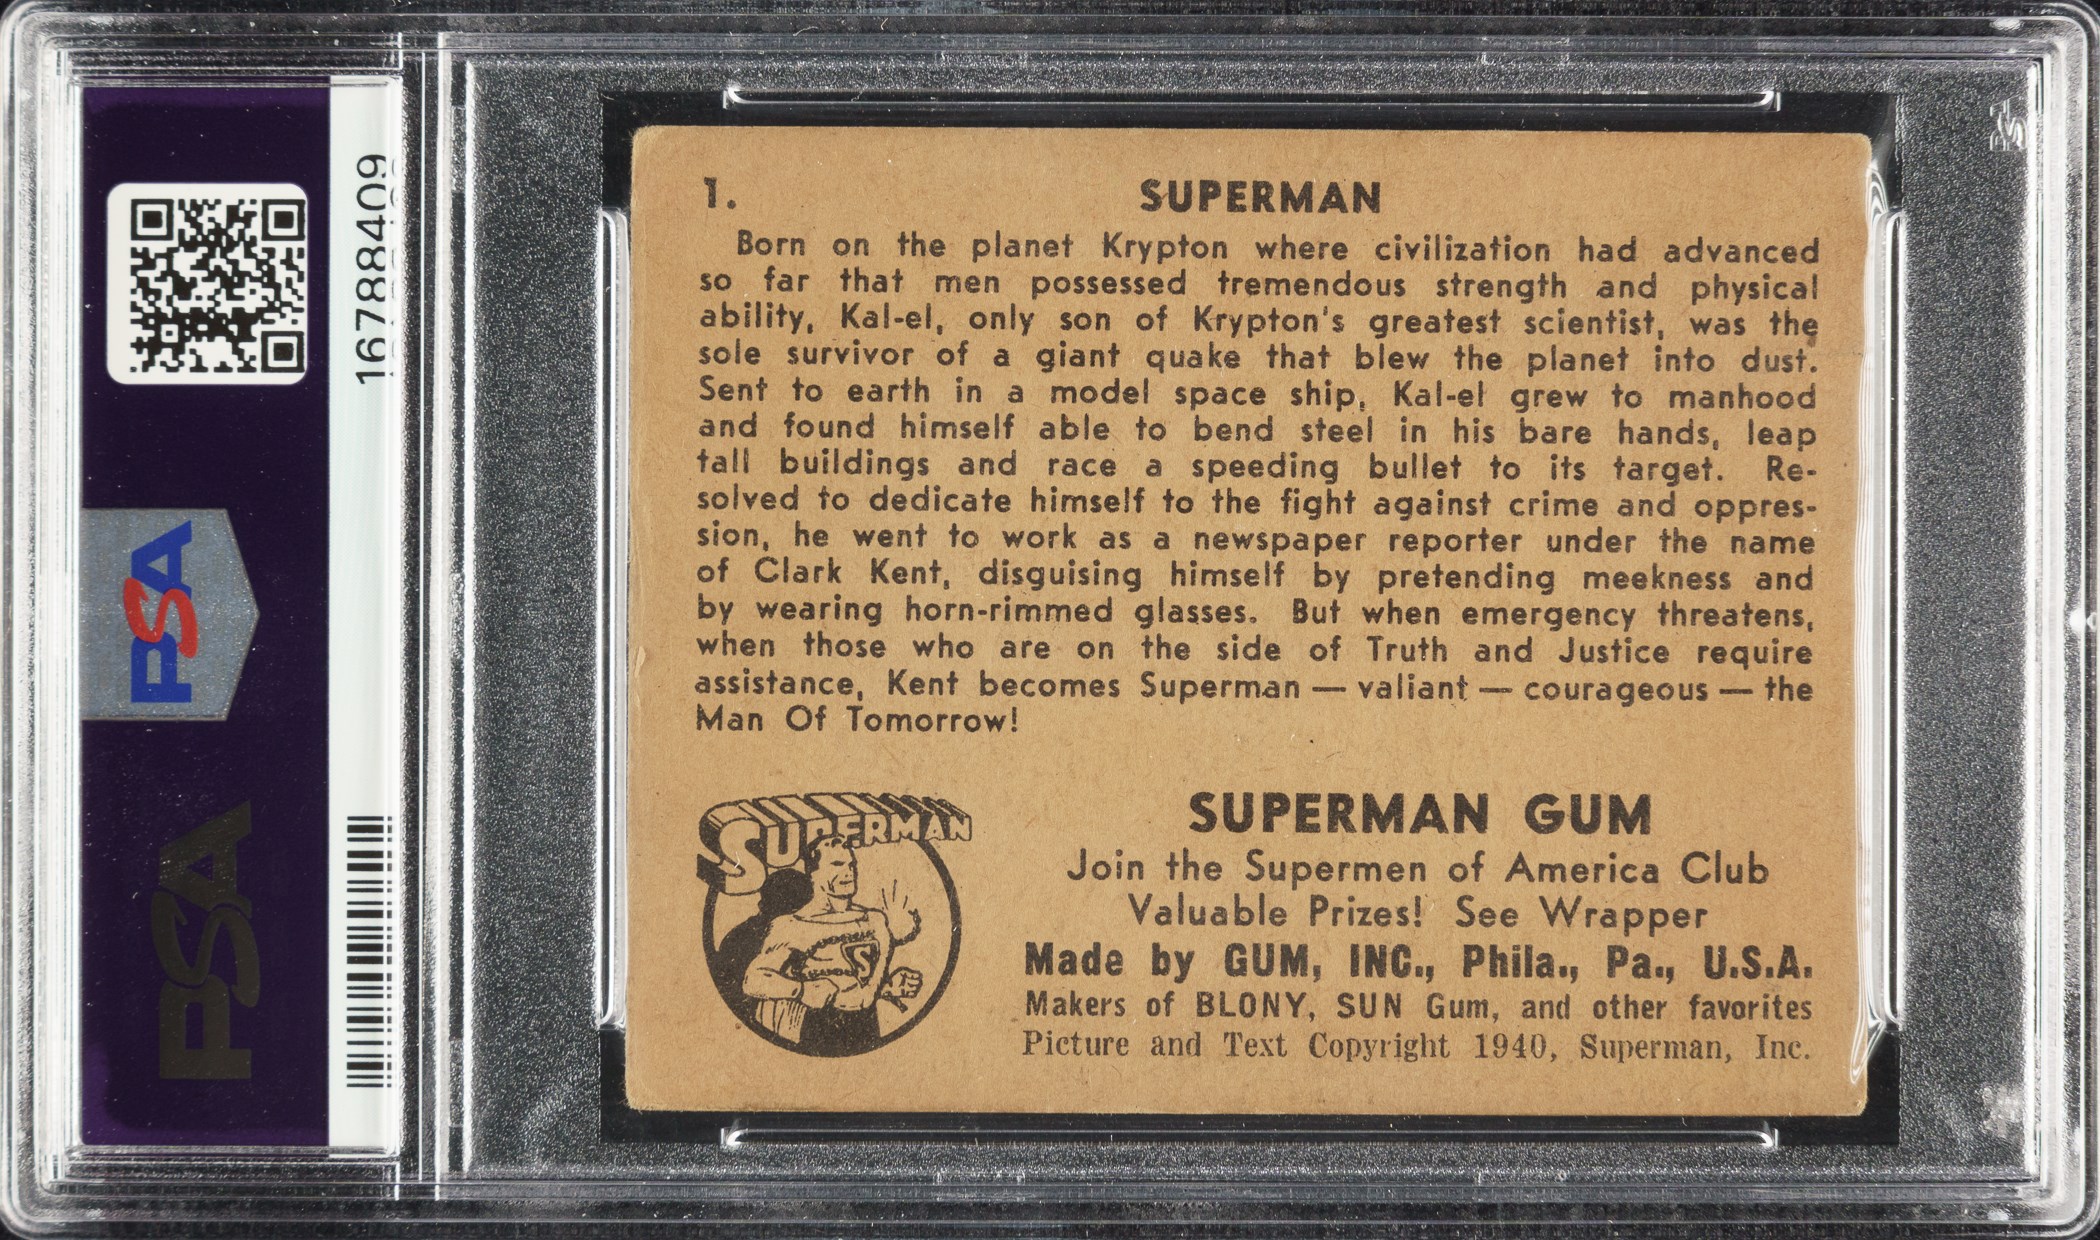 16788409
PSA
PSA
1. SUPERMAN
Born on the planet Krypton where civilization had advanced
so far that men possessed tremendous strength and physical
ability, Kal-el, only son of Krypton's greatest scientist, was the
sole survivor of a giant quake that blew the planet into dust.
Sent to earth in a model space ship, Kal-el grew to manhood
and found himself able to bend steel in his bare hands, leap
tall buildings and race a speeding bullet to its target. Re-
solved to dedicate himself to the fight against crime and oppres-
sion, he went to work as a newspaper reporter under the name
of Clark Kent, disguising himself by pretending meekness and
by wearing horn-rimmed glasses. But when emergency threatens,
when those who are on the side of Truth and Justice require
assistance, Kent becomes Superman — valiant — courageous — the
Man Of Tomorrow!
SUPERMAN
S
SUPERMAN GUM
Join the Supermen of America Club
Valuable Prizes! See Wrapper
Made by GUM, INC., Phila., Pa., U.S.A.
Makers of BLONY, SUN Gum, and other favorites
Picture and Text Copyright 1940, Superman, Inc.
PSA